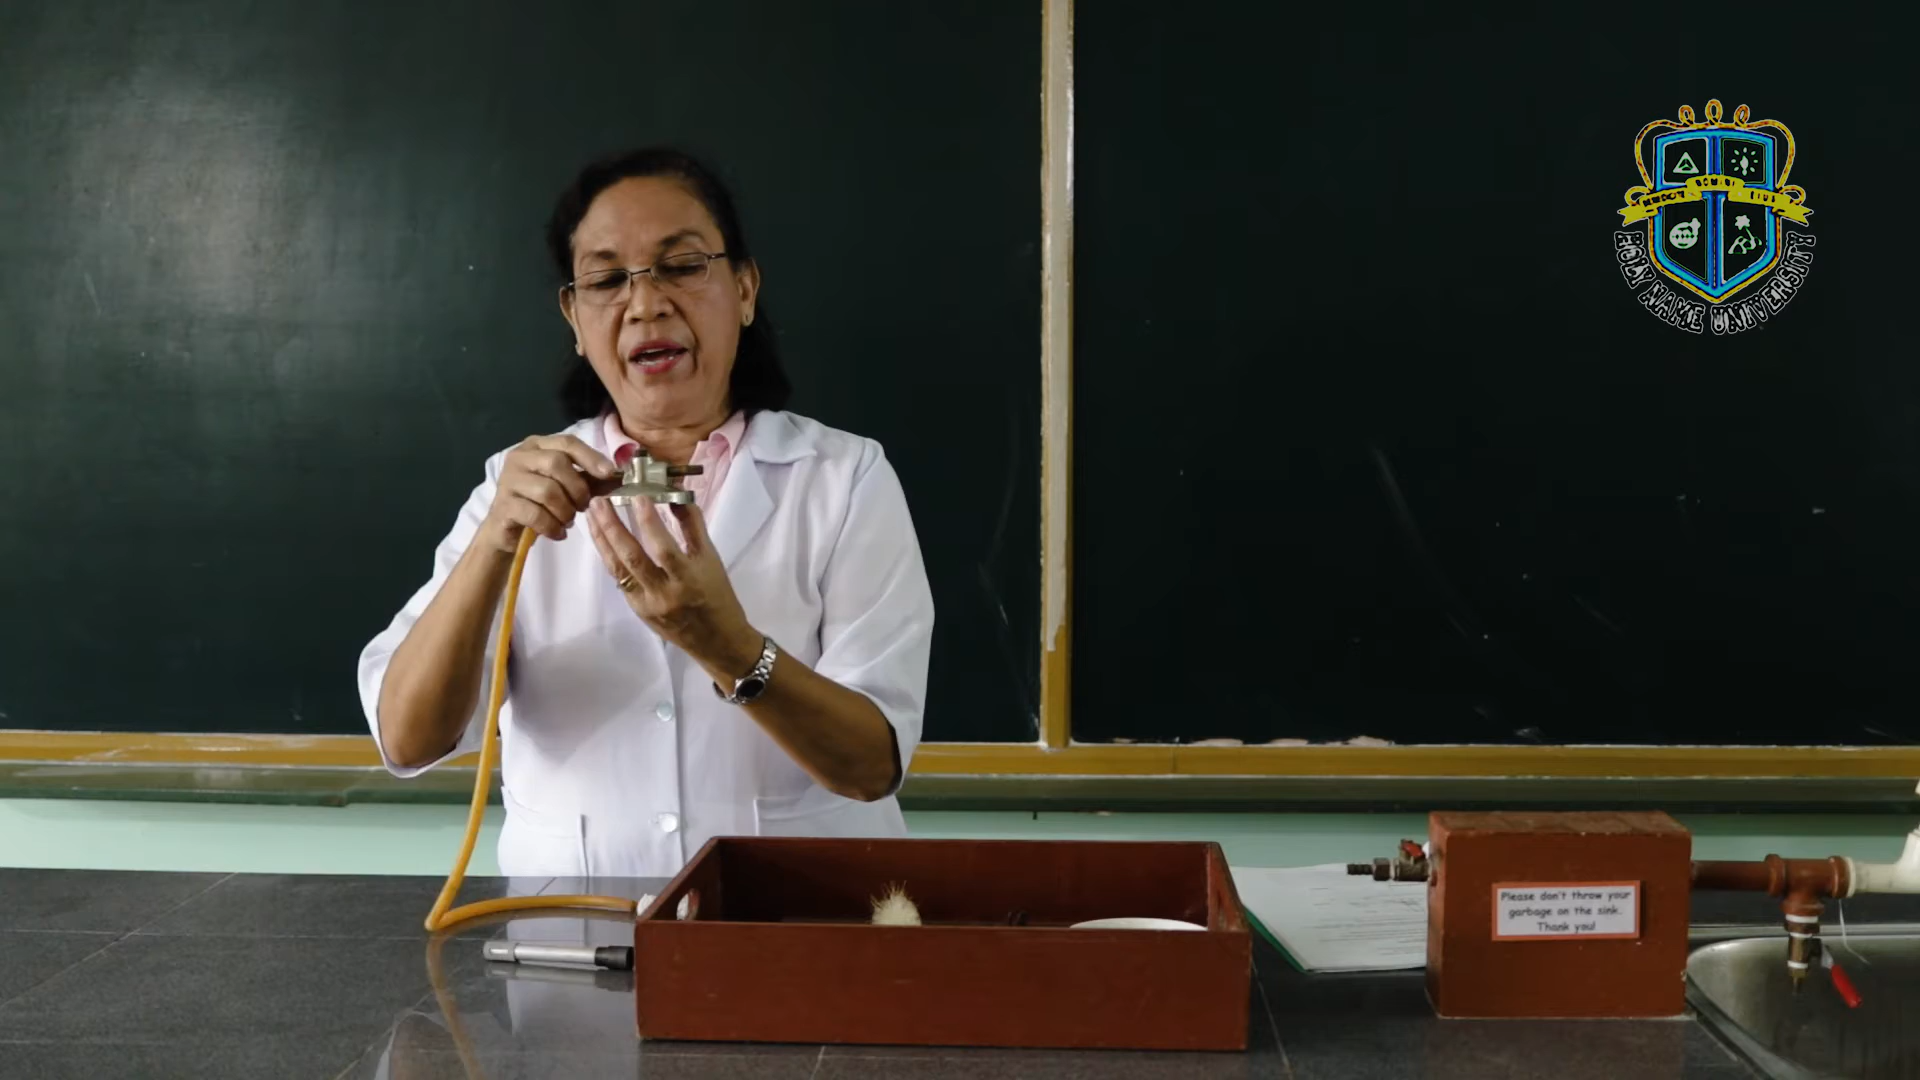 HOLY NAME UNIVERSITY
Please don't throw your
garbage on the sink.
Thank you!